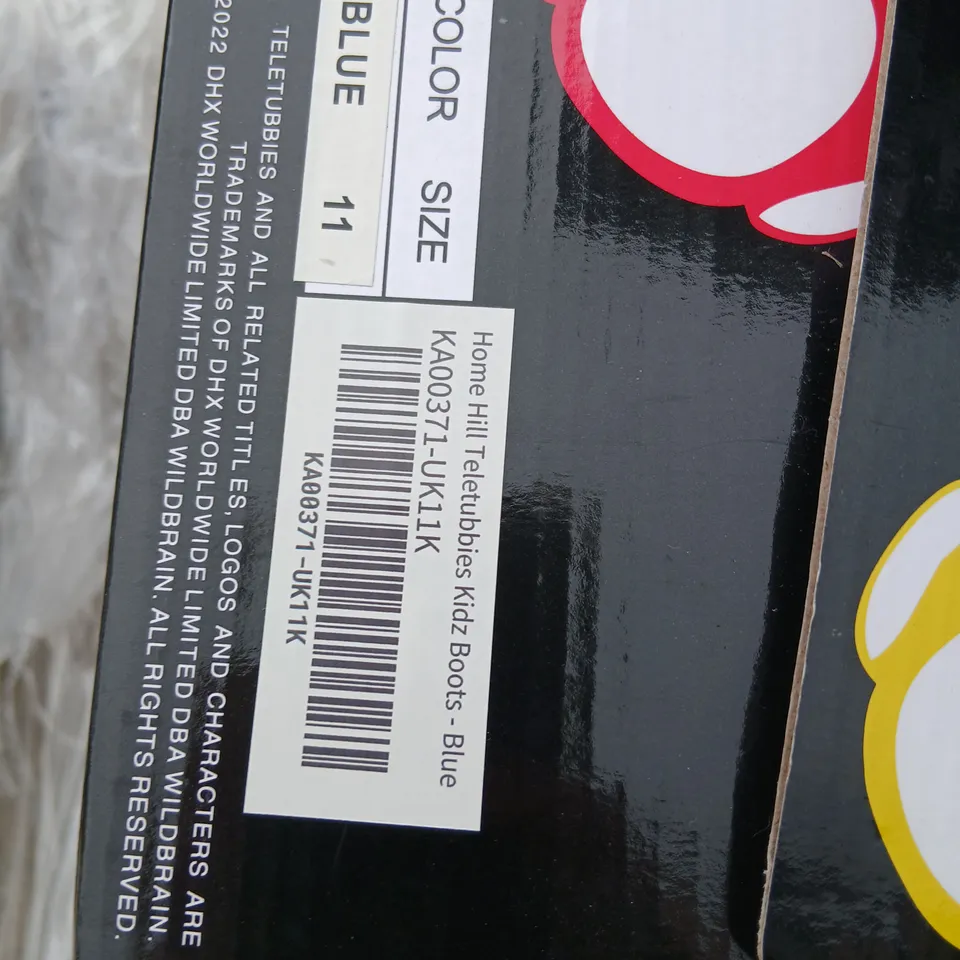 COLOR SIZE
BLUE 11
Home Hill Teletubbies Kidz Boots - Blue
KA00371-UK11K
KA00371-UK11K
TELETUBBIES AND ALL RELATED TITLES, LOGOS AND CHARACTERS ARE
TRADEMARKS OF DHX WORLDWIDE LIMITED DBA WILDBRAIN.
2022 DHX WORLDWIDE LIMITED DBA WILDBRAIN. ALL RIGHTS RESERVED.